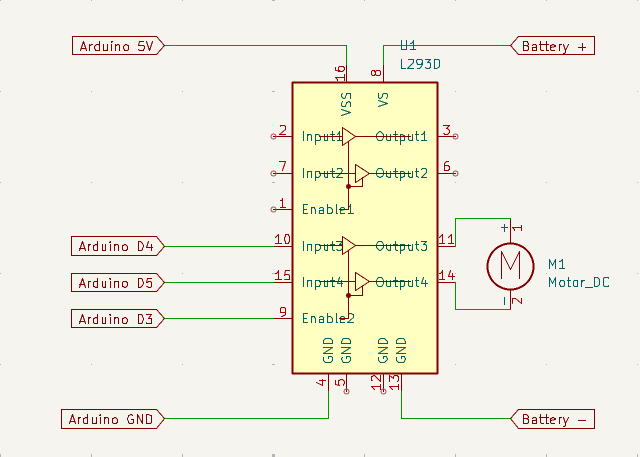 Arduino 5V
U1
Battery +
L293D
16
8
VSS
VS
2
Input1
Output1
3
7
Input2
Output2
6
1
Enable1
Arduino D4
10
Input3
Output3
11
+
1
M
M1
Motor_DC
Arduino D5
15
Input4
Output4
14
-
2
Arduino D3
9
Enable2
GND
GND
GND
GND
4
5
12
13
Arduino GND
Battery -